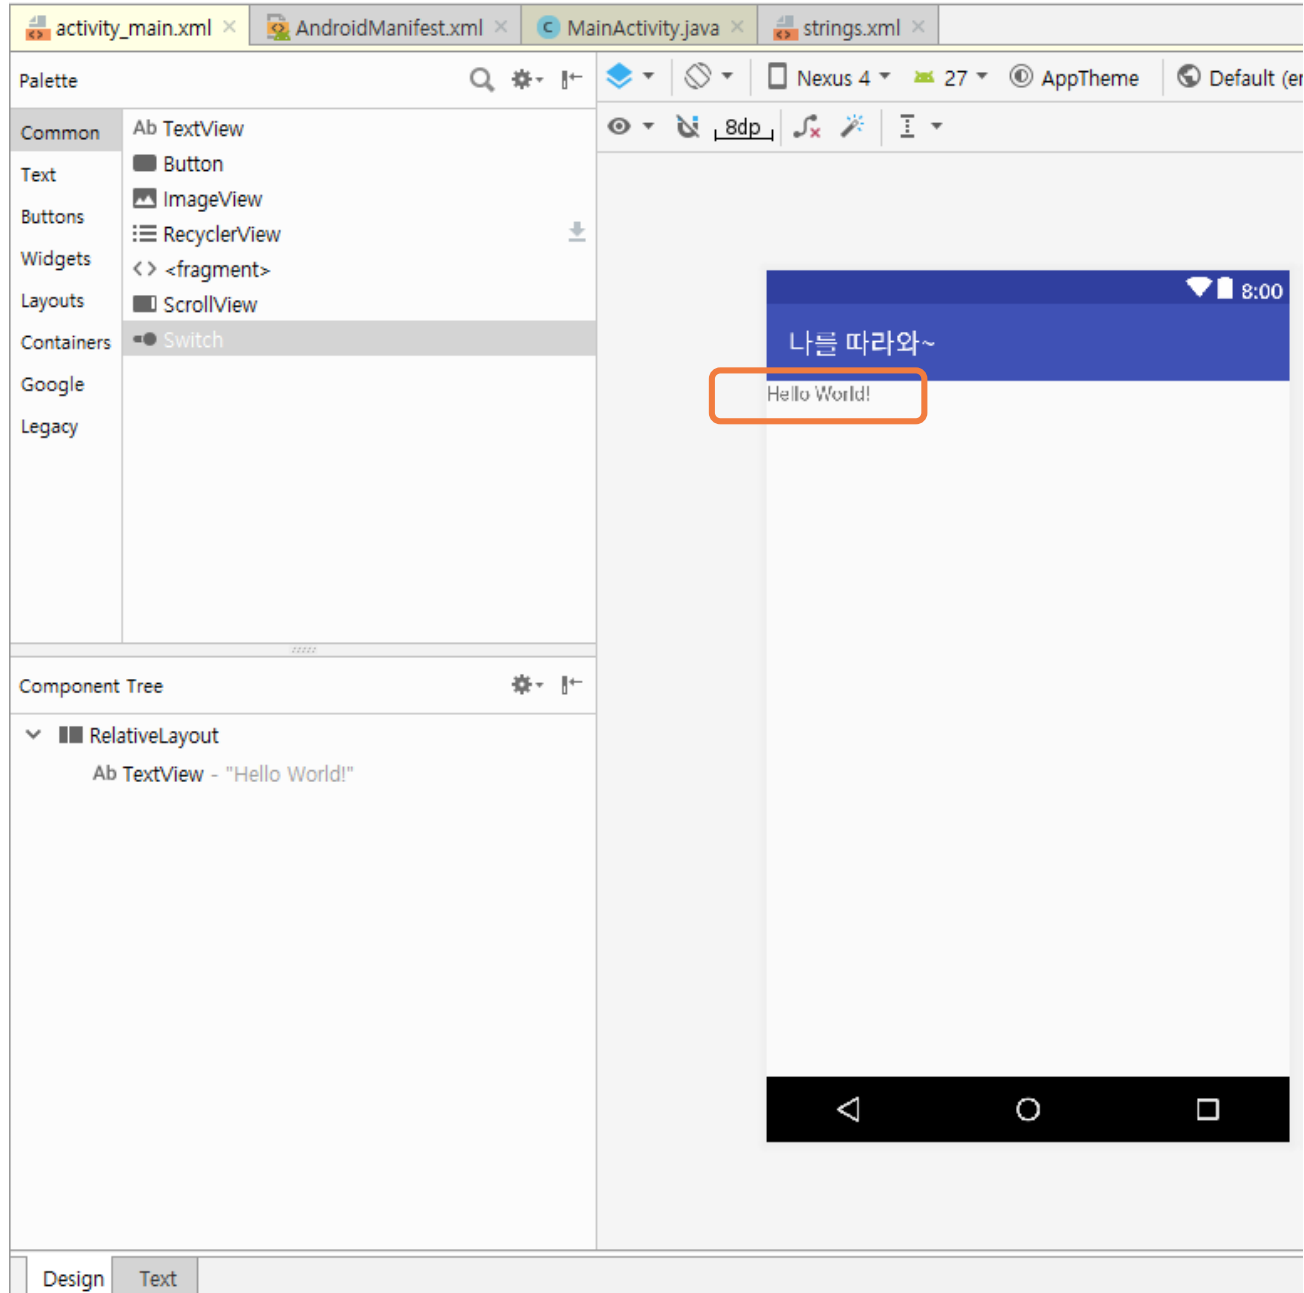 activity_main.xml
AndroidManifest.xml
MainActivity.java
strings.xml
Palette
Nexus 4
27
AppTheme
Default (er
8dp
Common
Text
Buttons
Widgets
Layouts
Containers
Google
Legacy
Ab TextView
Button
ImageView
RecyclerView
<fragment>
ScrollView
Switch
8:00
나를 따라와~
Hello World!
Component Tree
RelativeLayout
Ab TextView - "Hello World!"
Design
Text